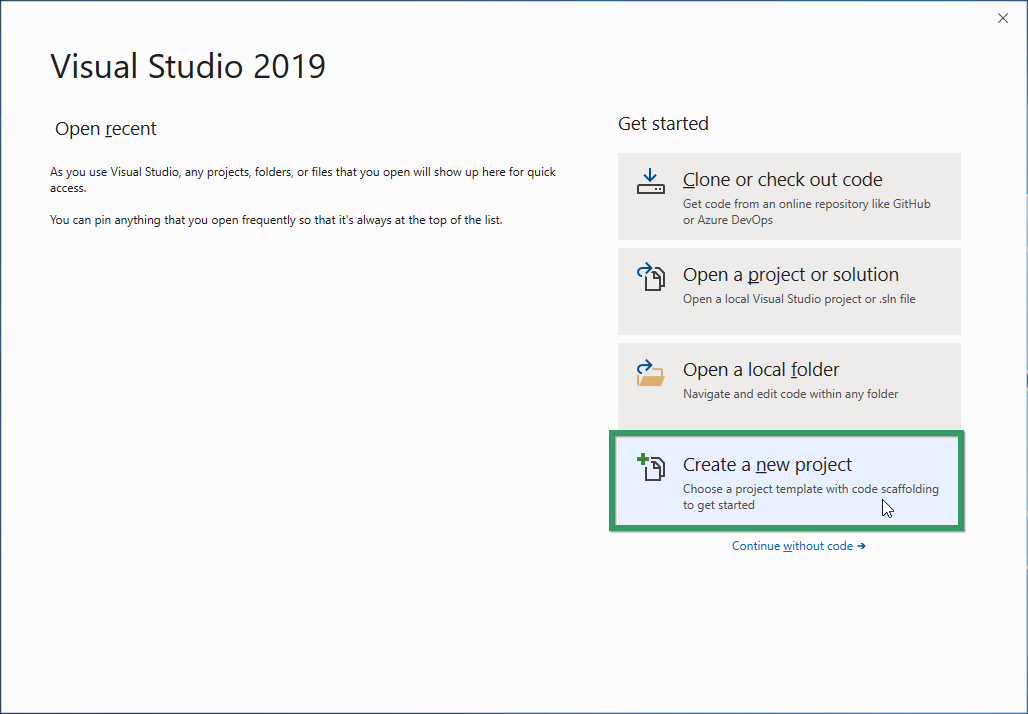 Visual Studio 2019
Open recent
As you use Visual Studio, any projects, folders, or files that you open will show up here for quick
access.
You can pin anything that you open frequently so that it's always at the top of the list.
Get started
Clone or check out code
Get code from an online repository like GitHub
or Azure DevOps
Open a project or solution
Open a local Visual Studio project or .sln file
Open a local folder
Navigate and edit code within any folder
Create a new project
Choose a project template with code scaffolding
to get started
Continue without code →